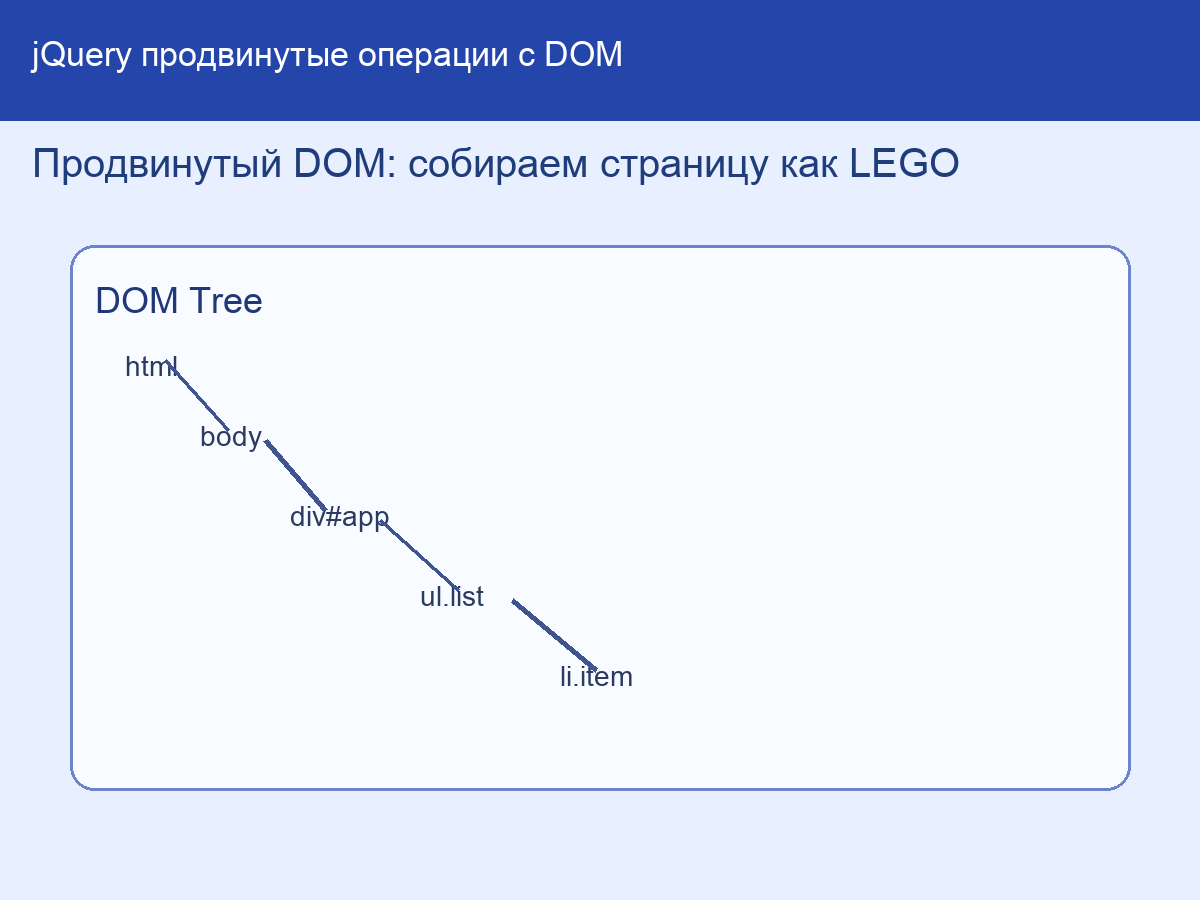 jQuery продвинутые операции с DOM
Продвинутый DOM: собираем страницу как LEGO
DOM Tree
html
body
div#app
ul.list
li.item